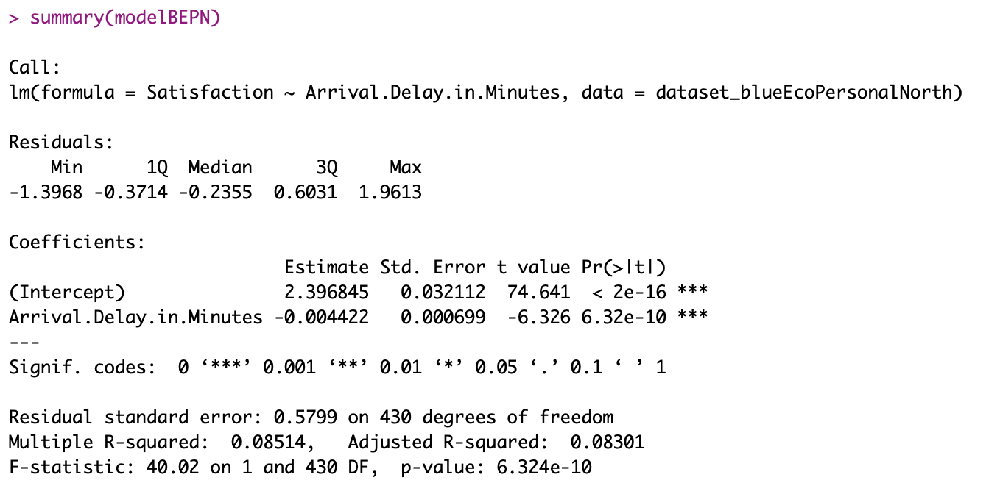 > summary(modelBEPN)
Call:
lm(formula = Satisfaction ~ Arrival.Delay.in.Minutes, data = dataset_blueEcoPersonalNorth)
Residuals:
    Min      1Q  Median      3Q     Max
-1.3968 -0.3714 -0.2355  0.6031  1.9613
Coefficients:
                          Estimate Std. Error t value Pr(>|t|)
(Intercept)               2.396845   0.032112  74.641  < 2e-16 ***
Arrival.Delay.in.Minutes -0.004422   0.000699  -6.326 6.32e-10 ***
---
Signif. codes:  0 ‘***’ 0.001 ‘**’ 0.01 ‘*’ 0.05 ‘.’ 0.1 ‘ ’ 1
Residual standard error: 0.5799 on 430 degrees of freedom
Multiple R-squared:  0.08514,	Adjusted R-squared:  0.08301
F-statistic: 40.02 on 1 and 430 DF,  p-value: 6.324e-10